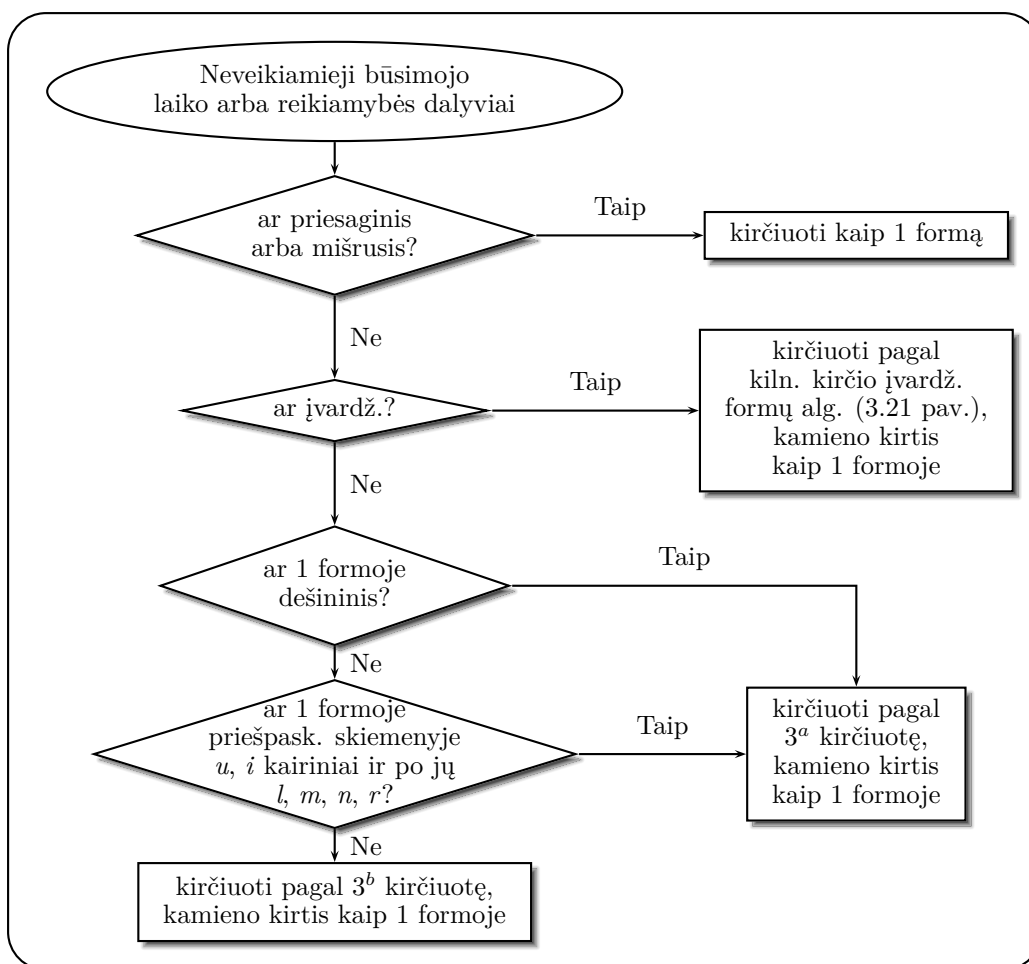 Neveikiamieji būsimojo
laiko arba reikiamybės dalyviai
ar priesaginis
arba mišrusis?
Taip
kirčiuoti kaip 1 formą
Ne
ar įvardž.?
Taip
kirčiuoti pagal
kiln. kirčio įvardž.
formų alg. (3.21 pav.),
kamieno kirtis
kaip 1 formoje
Ne
ar 1 formoje
dešininis?
Taip
Ne
ar 1 formoje
priešpask. skiemenyje
u, i kairiniai ir po jų
l, m, n, r?
Taip
kirčiuoti pagal
3ᵃ kirčiuotę,
kamieno kirtis
kaip 1 formoje
Ne
kirčiuoti pagal 3ᵇ kirčiuotę,
kamieno kirtis kaip 1 formoje